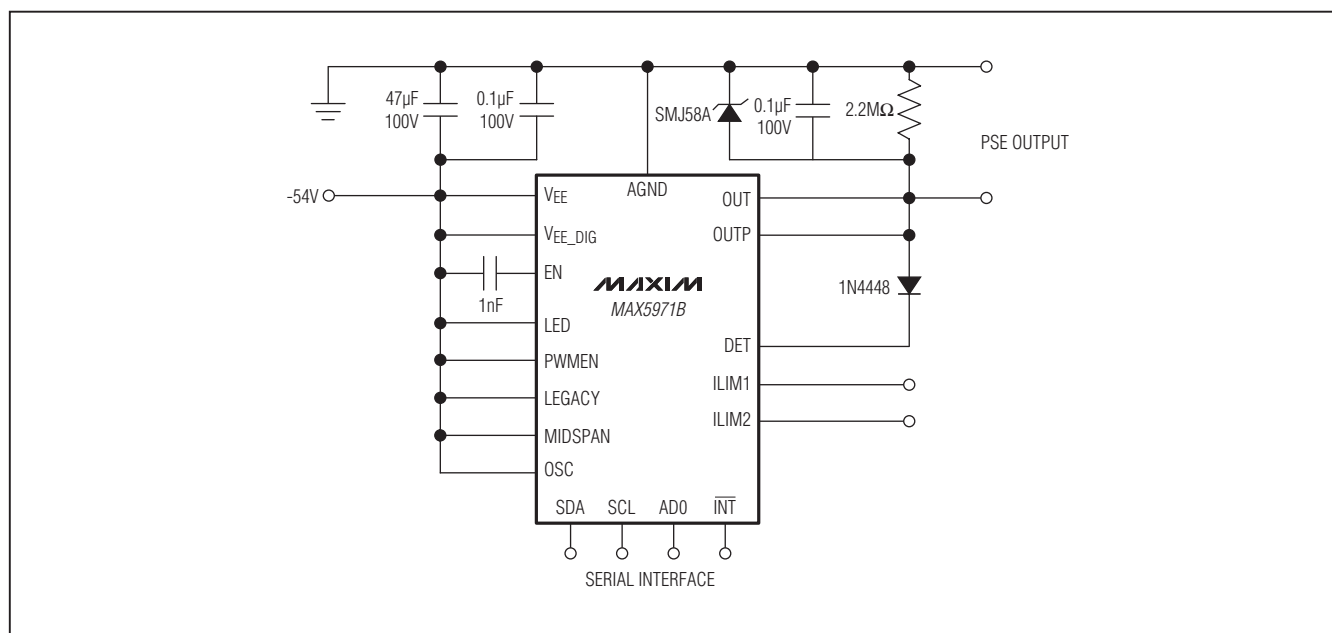 47µF
100V
0.1µF
100V
SMJ58A
0.1µF
100V
2.2MΩ
PSE OUTPUT
-54V
VEE
AGND
OUT
VEE_DIG
OUTP
EN
1nF
MAXIM
MAX5971B
1N4448
LED
DET
PWMEN
ILIM1
LEGACY
ILIM2
MIDSPAN
OSC
SDA SCL AD0 INT
SERIAL INTERFACE